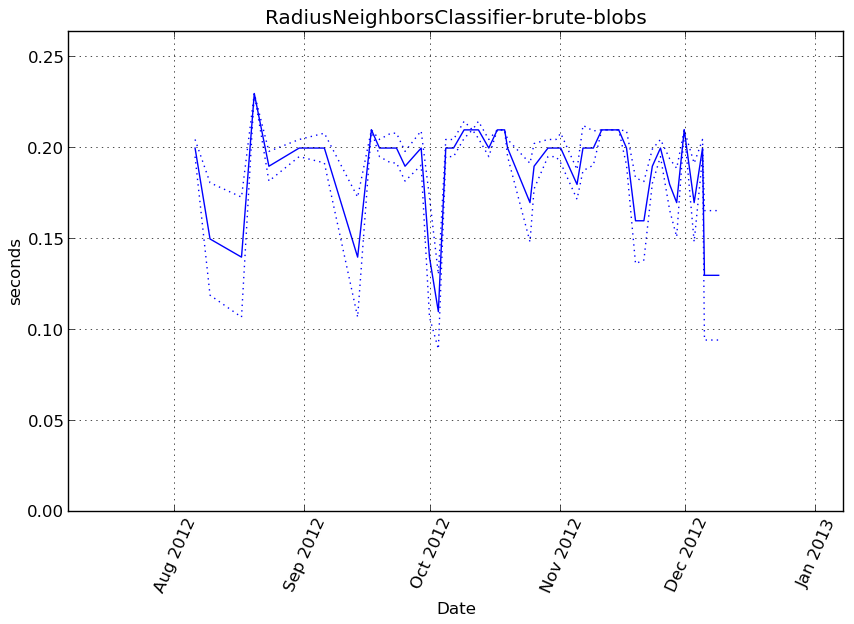 RadiusNeighborsClassifier-brute-blobs
0.25
0.20
0.15
0.10
0.05
0.00
seconds
Aug 2012
Sep 2012
Oct 2012
Nov 2012
Dec 2012
Jan 2013
Date